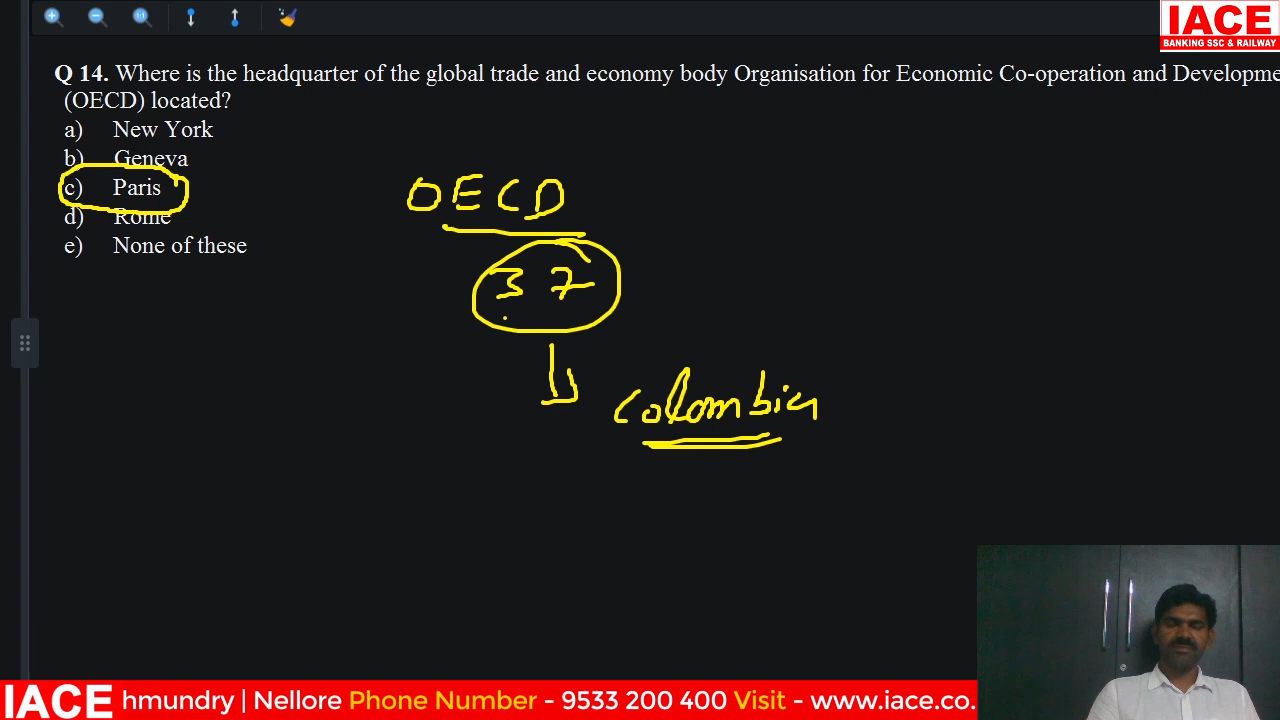 IACE
BANKING SSC & RAILWAY
Q 14. Where is the headquarter of the global trade and economy body Organisation for Economic Co-operation and Developme
(OECD) located?
a) New York
b) Geneva
c) Paris
d) Rome
e) None of these
OECD
37
Colombia
IACE hmundry | Nellore Phone Number - 9533 200 400 Visit - www.iace.co.